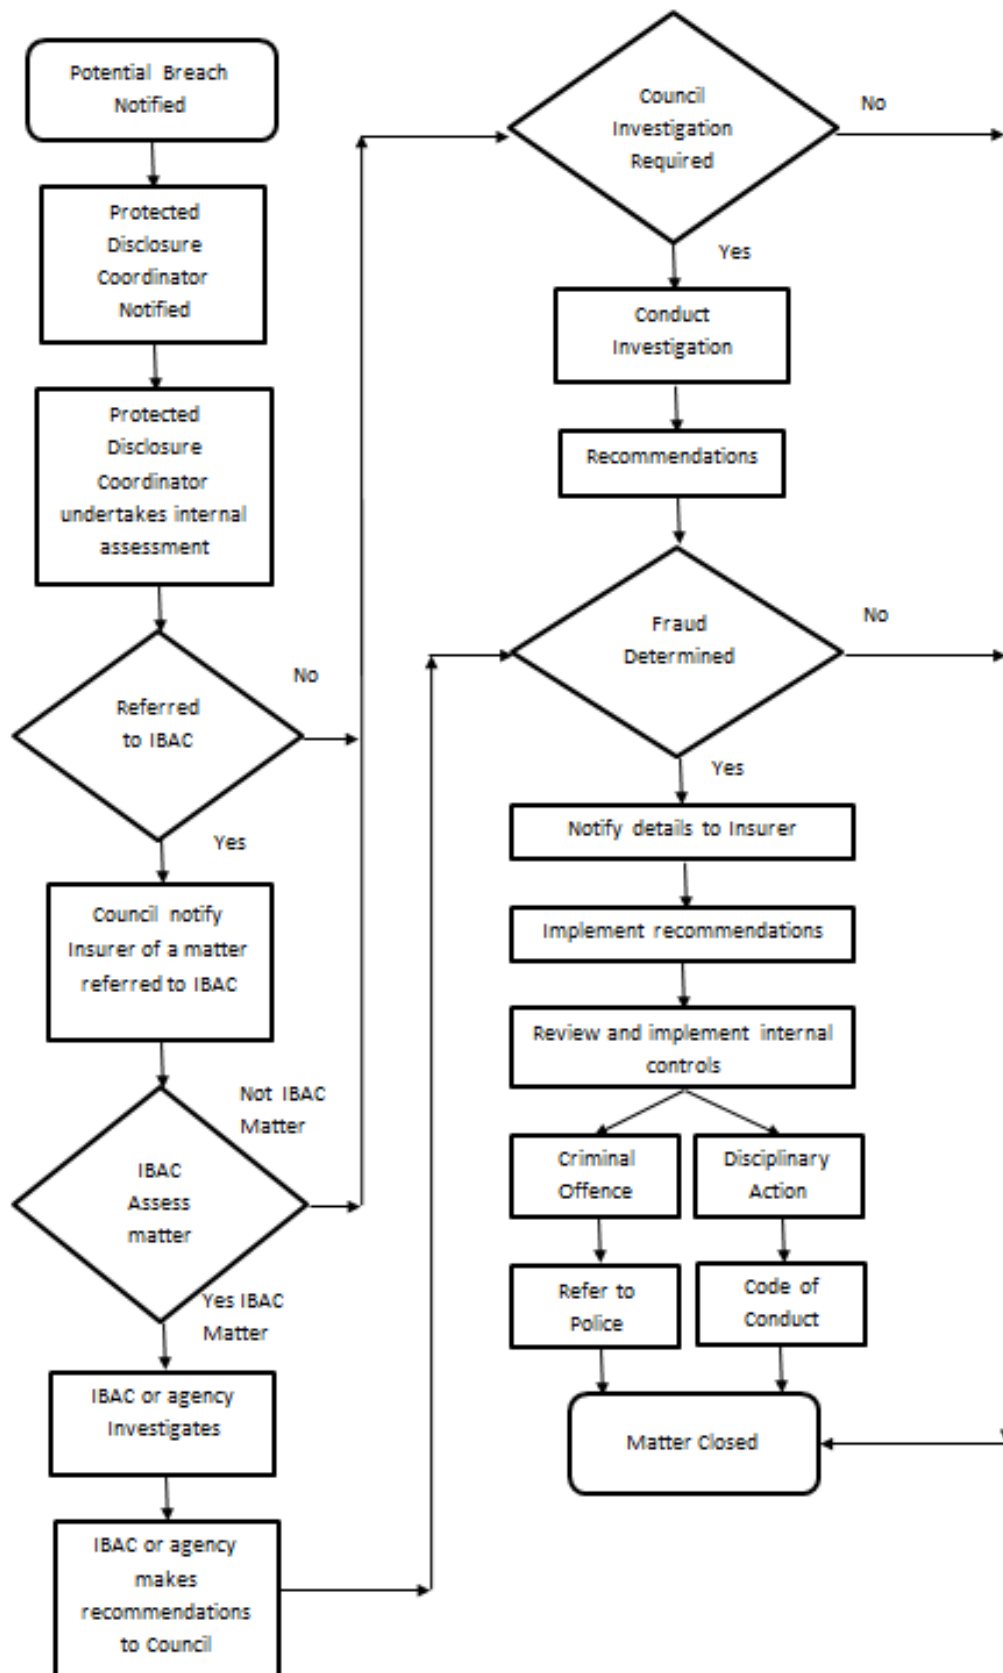 Potential Breach
Notified
Protected
Disclosure
Coordinator
Notified
Protected
Disclosure
Coordinator
undertakes internal
assessment
Referred
to IBAC
No
Yes
Council notify
Insurer of a matter
referred to IBAC
Not IBAC
Matter
IBAC
Assess
matter
Yes IBAC
Matter
IBAC or agency
Investigates
IBAC or agency
makes
recommendations
to Council
Council
Investigation
Required
No
Yes
Conduct
Investigation
Recommendations
Fraud
Determined
No
Yes
Notify details to Insurer
Implement recommendations
Review and implement internal
controls
Criminal
Offence
Disciplinary
Action
Refer to
Police
Code of
Conduct
Matter Closed